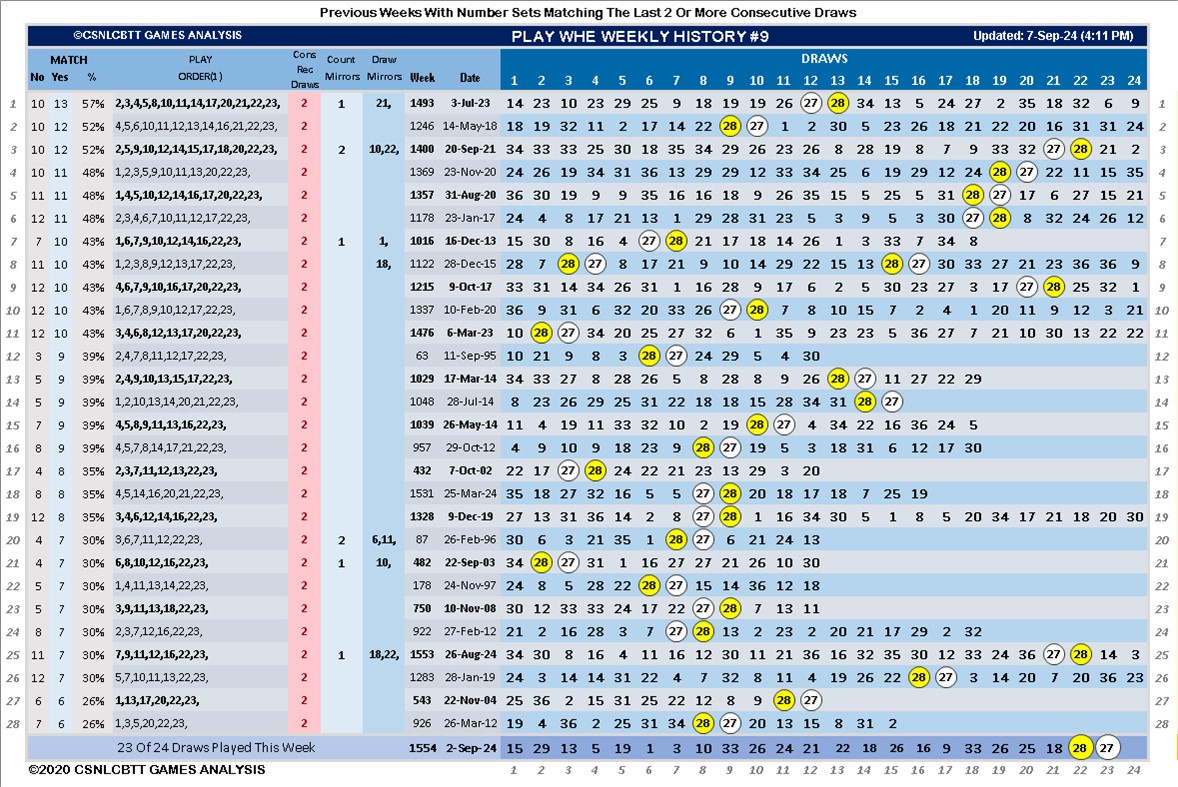 Previous Weeks With Number Sets Matching The Last 2 Or More Consecutive Draws
©CSNLCBTT GAMES ANALYSIS PLAY WHE WEEKLY HISTORY #9 Updated: 7-Sep-24 (4:11 PM)
MATCH PLAY Cons Count Draw DRAWS
No Yes % ORDER(1) Rec Draws Mirrors Mirrors Week Date 1 2 3 4 5 6 7 8 9 10 11 12 13 14 15 16 17 18 19 20 21 22 23 24
1 10 13 57% 2,3,4,5,8,10,11,14,17,20,21,22,23, 2 1 21, 1493 3-Jul-23 14 23 10 23 29 25 9 18 19 19 26 27 28 34 13 5 24 27 2 35 18 32 6 9 1
2 10 12 52% 4,5,6,10,11,12,13,14,16,21,22,23, 2 1246 14-May-18 18 19 32 11 2 17 14 22 28 10 27 1 2 30 5 23 26 18 21 22 20 16 31 31 24 2
3 10 12 52% 2,5,9,10,12,14,15,17,18,20,22,23, 2 2 10,22, 1400 20-Sep-21 34 33 33 25 30 18 35 34 29 26 23 26 8 28 19 8 7 9 33 32 27 28 21 2 3
4 10 11 48% 1,2,3,5,9,10,11,13,20,22,23, 2 1369 23-Nov-20 24 26 19 34 31 36 13 29 29 12 33 34 25 6 19 29 12 24 28 27 22 11 15 35 4
5 11 11 48% 1,4,5,10,12,14,16,17,20,22,23, 2 1357 31-Aug-20 36 30 19 9 9 35 16 16 18 9 26 35 15 5 25 5 31 28 27 17 6 27 15 21 5
6 12 11 48% 2,3,4,6,7,10,11,12,17,22,23, 2 1178 23-Jan-17 24 4 8 17 21 13 1 29 28 31 23 5 3 9 5 3 30 27 28 8 32 24 26 12 6
7 7 10 43% 1,6,7,9,10,12,14,16,22,23, 2 1 1, 1016 16-Dec-13 15 30 8 16 4 27 28 21 17 18 14 26 1 3 33 7 34 8 7
8 11 10 43% 1,2,3,8,9,12,13,17,22,23, 2 18, 1122 28-Dec-15 28 7 28 27 8 17 21 9 10 14 29 22 15 13 28 27 30 33 27 21 23 36 36 9 8
9 12 10 43% 4,6,7,9,10,16,17,20,22,23, 2 1215 9-Oct-17 33 31 14 34 26 31 1 16 28 9 17 6 2 5 30 23 27 3 17 27 28 25 32 1 9
10 12 10 43% 1,6,7,8,9,10,12,17,22,23, 2 1337 10-Feb-20 36 9 31 6 32 20 33 26 27 28 7 8 10 15 7 2 4 1 20 11 9 12 3 21 10
11 12 10 43% 3,4,6,8,12,13,17,20,22,23, 2 1476 6-Mar-23 10 28 27 34 20 25 27 32 6 1 35 9 23 23 5 36 27 7 21 10 30 13 22 22 11
12 3 9 39% 2,4,7,8,11,12,17,22,23, 2 63 11-Sep-95 10 21 9 8 3 28 27 24 29 5 4 30 12
13 5 9 39% 2,4,9,10,13,15,17,22,23, 2 1029 17-Mar-14 34 33 27 8 28 26 5 8 28 8 9 26 28 27 11 27 22 29 13
14 5 9 39% 1,2,10,13,14,20,21,22,23, 2 1048 28-Jul-14 8 23 26 29 25 31 22 18 18 15 28 34 31 28 27 14
15 7 9 39% 4,5,8,9,11,13,16,22,23, 2 1039 26-May-14 11 4 19 11 33 32 10 2 19 28 27 4 34 22 16 36 24 5 15
16 8 9 39% 4,5,7,8,14,17,21,22,23, 2 957 29-Oct-12 4 9 10 9 18 23 9 28 27 19 5 3 18 31 6 12 17 30 16
17 4 8 35% 2,3,7,11,12,13,22,23, 2 432 7-Oct-02 22 17 27 28 24 22 21 23 13 29 3 20 17
18 8 8 35% 4,5,14,16,20,21,22,23, 2 1531 25-Mar-24 35 18 27 32 16 5 5 27 28 20 18 17 18 7 25 19 18
19 12 8 35% 3,4,6,12,14,16,22,23, 2 1328 9-Dec-19 27 13 31 36 14 2 8 27 28 1 16 34 30 5 1 8 5 20 34 17 21 18 20 30 19
20 4 7 30% 3,6,7,11,12,22,23, 2 2 6,11, 87 26-Feb-96 30 6 3 21 35 1 28 27 6 21 24 13 20
21 4 7 30% 6,8,10,12,16,22,23, 2 1 10, 482 22-Sep-03 34 28 27 31 1 16 27 27 21 26 10 30 21
22 5 7 30% 1,4,11,13,14,22,23, 2 178 24-Nov-97 24 8 5 28 22 28 27 15 14 36 12 18 22
23 5 7 30% 3,9,11,13,18,22,23, 2 750 10-Nov-08 30 12 33 33 24 17 22 27 28 7 13 11 23
24 8 7 30% 2,3,7,12,16,22,23, 2 922 27-Feb-12 21 2 16 28 3 7 27 28 13 2 23 2 20 21 17 29 2 32 24
25 11 7 30% 7,9,11,12,16,22,23, 2 1 18,22, 1553 26-Aug-24 34 30 8 16 4 11 16 12 30 11 21 36 32 16 35 30 12 33 24 36 27 28 14 3 25
26 12 7 30% 5,7,10,11,13,22,23, 2 1283 28-Jan-19 24 3 14 14 31 22 4 7 32 8 11 4 19 26 22 28 27 3 14 20 7 20 36 23 26
27 6 6 26% 1,13,17,20,22,23, 2 543 22-Nov-04 25 36 2 15 31 25 22 12 8 9 28 27 27
28 7 6 26% 1,3,5,20,22,23, 2 926 26-Mar-12 19 4 36 2 25 31 34 28 27 20 13 15 8 31 2 28
23 Of 24 Draws Played This Week 1554 2-Sep-24 15 29 13 5 19 1 3 10 33 26 24 21 22 18 26 16 9 33 26 25 18 28 27
©2020 CSNLCBTT GAMES ANALYSIS 1 2 3 4 5 6 7 8 9 10 11 12 13 14 15 16 17 18 19 20 21 22 23 24